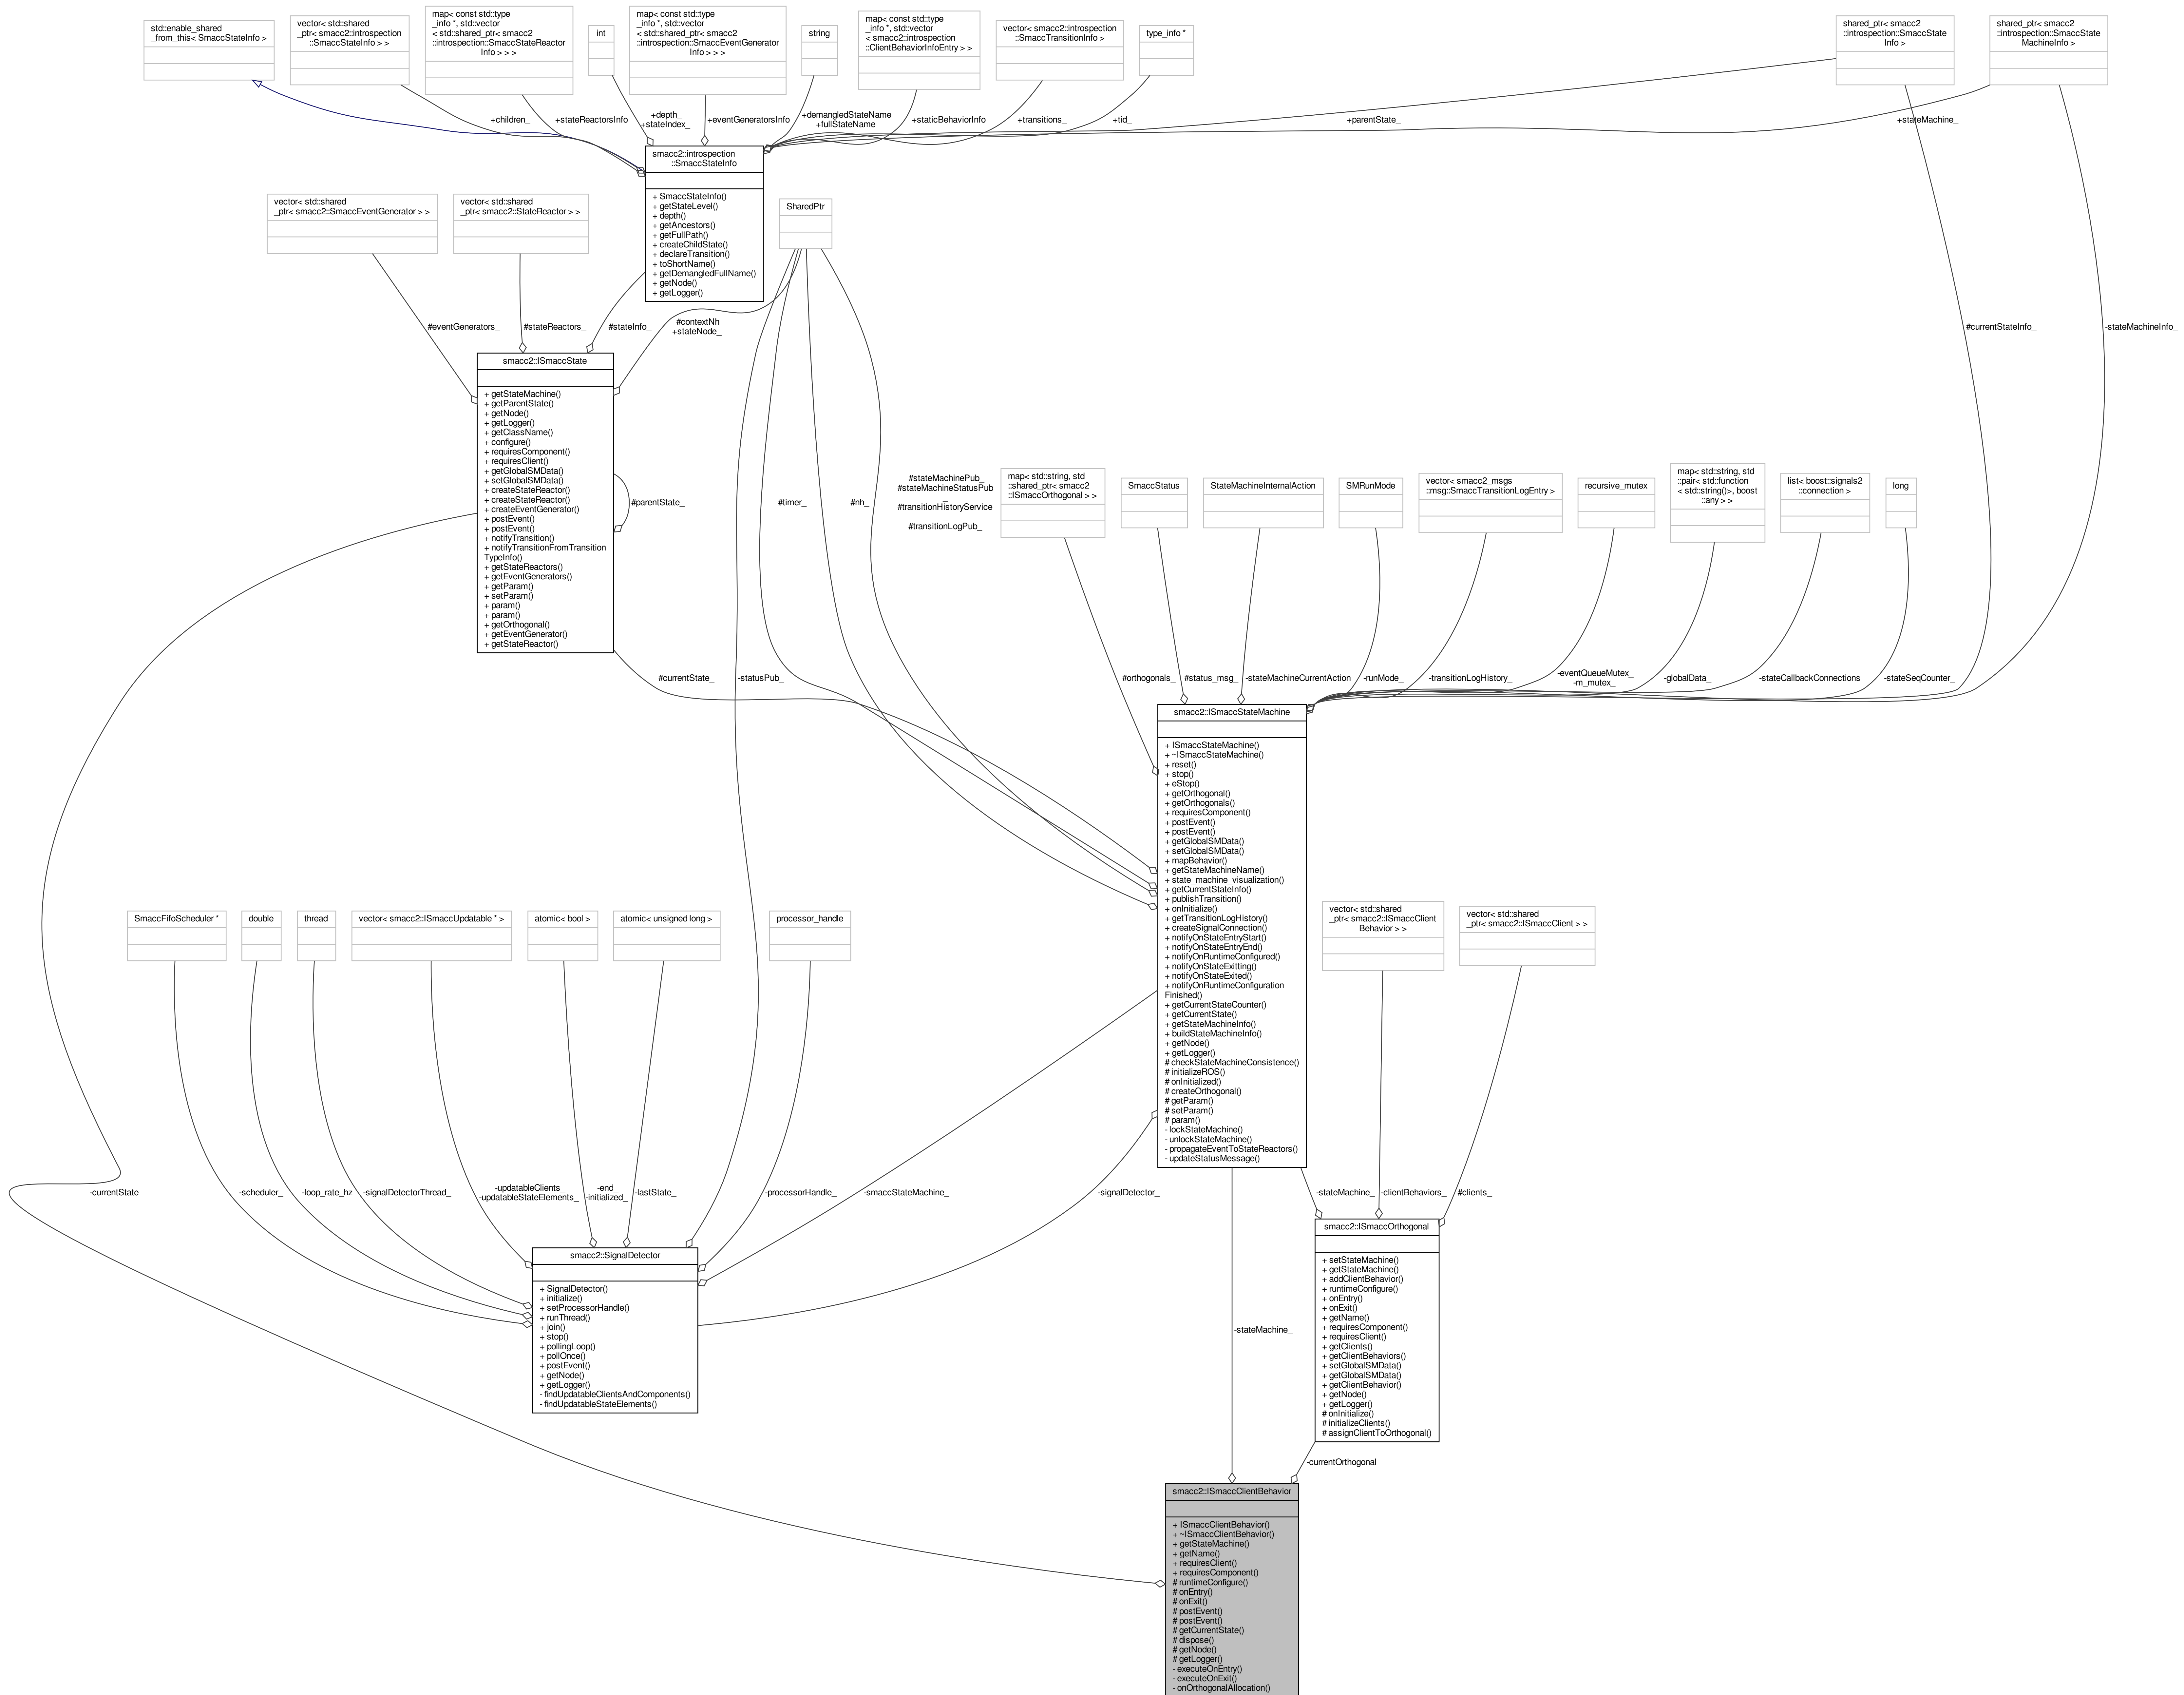 std::enable_shared
_from_this< SmaccStateInfo >
vector< std::shared
_ptr< smacc2::introspection
::SmaccStateInfo > >
map< const std::type
_info *, std::vector
< std::shared_ptr< smacc2
::introspection::SmaccStateReactor
Info > > >
int
map< const std::type
_info *, std::vector
< std::shared_ptr< smacc2
::introspection::SmaccEventGenerator
Info > > >
string
map< const std::type
_info *, std::vector
< smacc2::introspection
::ClientBehaviorInfoEntry > >
vector< smacc2::introspection
::SmaccTransitionInfo >
type_info *
shared_ptr< smacc2
::introspection::SmaccState
Info >
shared_ptr< smacc2
::introspection::SmaccState
MachineInfo >
+children_
+stateReactorsInfo
+depth_
+stateIndex_
+eventGeneratorsInfo
+demangledStateName
+fullStateName
+staticBehaviorInfo
+transitions_
+tid_
+parentState_
+stateMachine_
smacc2::introspection
::SmaccStateInfo
+ SmaccStateInfo()
+ getStateLevel()
+ depth()
+ getAncestors()
+ getFullPath()
+ createChildState()
+ declareTransition()
+ toShortName()
+ getDemangledFullName()
+ getNode()
+ getLogger()
vector< std::shared
_ptr< smacc2::SmaccEventGenerator > >
vector< std::shared
_ptr< smacc2::StateReactor > >
SharedPtr
#eventGenerators_
#stateReactors_
#stateInfo_
#contextNh
+stateNode_
#currentStateInfo_
-stateMachineInfo_
smacc2::ISmaccState
+ getStateMachine()
+ getParentState()
+ getNode()
+ getLogger()
+ getClassName()
+ configure()
+ requiresComponent()
+ requiresClient()
+ getGlobalSMData()
+ setGlobalSMData()
+ createStateReactor()
+ createStateReactor()
+ createEventGenerator()
+ postEvent()
+ postEvent()
+ notifyTransition()
+ notifyTransitionFromTransition
TypeInfo()
+ getStateReactors()
+ getEventGenerators()
+ getParam()
+ setParam()
+ param()
+ param()
+ getOrthogonal()
+ getEventGenerator()
+ getStateReactor()
#parentState_
#timer_
#nh_
#stateMachinePub_
#stateMachineStatusPub
_
#transitionHistoryService
_
#transitionLogPub_
map< std::string, std
::shared_ptr< smacc2
::ISmaccOrthogonal > >
SmaccStatus
StateMachineInternalAction
SMRunMode
vector< smacc2_msgs
::msg::SmaccTransitionLogEntry >
recursive_mutex
map< std::string, std
::pair< std::function
< std::string()>, boost
::any > >
list< boost::signals2
::connection >
long
#currentState_
-statusPub_
#orthogonals_
#status_msg_
-stateMachineCurrentAction
-runMode_
-transitionLogHistory_
-eventQueueMutex_
-m_mutex_
-globalData_
-stateCallbackConnections
-stateSeqCounter_
smacc2::ISmaccStateMachine
+ ISmaccStateMachine()
+ ~ISmaccStateMachine()
+ reset()
+ stop()
+ eStop()
+ getOrthogonal()
+ getOrthogonals()
+ requiresComponent()
+ postEvent()
+ postEvent()
+ getGlobalSMData()
+ setGlobalSMData()
+ mapBehavior()
+ getStateMachineName()
+ state_machine_visualization()
+ getCurrentStateInfo()
+ publishTransition()
+ onInitialize()
+ getTransitionLogHistory()
+ createSignalConnection()
+ notifyOnStateEntryStart()
+ notifyOnStateEntryEnd()
+ notifyOnRuntimeConfigured()
+ notifyOnStateExitting()
+ notifyOnStateExited()
+ notifyOnRuntimeConfiguration
Finished()
+ getCurrentStateCounter()
+ getCurrentState()
+ getStateMachineInfo()
+ buildStateMachineInfo()
+ getNode()
+ getLogger()
# checkStateMachineConsistence()
# initializeROS()
# onInitialized()
# createOrthogonal()
# getParam()
# setParam()
# param()
- lockStateMachine()
- unlockStateMachine()
- propagateEventToStateReactors()
- updateStatusMessage()
SmaccFifoScheduler *
double
thread
vector< smacc2::ISmaccUpdatable * >
atomic< bool >
atomic< unsigned long >
processor_handle
vector< std::shared
_ptr< smacc2::ISmaccClient
Behavior > >
vector< std::shared
_ptr< smacc2::ISmaccClient > >
-currentState
-scheduler_
-loop_rate_hz
-signalDetectorThread_
-updatableClients_
-updatableStateElements_
-end_
-initialized_
-lastState_
-processorHandle_
-smaccStateMachine_
-signalDetector_
-stateMachine_
-clientBehaviors_
#clients_
smacc2::SignalDetector
+ SignalDetector()
+ initialize()
+ setProcessorHandle()
+ runThread()
+ join()
+ stop()
+ pollingLoop()
+ pollOnce()
+ postEvent()
+ getNode()
+ getLogger()
- findUpdatableClientsAndComponents()
- findUpdatableStateElements()
smacc2::ISmaccOrthogonal
+ setStateMachine()
+ getStateMachine()
+ addClientBehavior()
+ runtimeConfigure()
+ onEntry()
+ onExit()
+ getName()
+ requiresComponent()
+ requiresClient()
+ getClients()
+ getClientBehaviors()
+ setGlobalSMData()
+ getGlobalSMData()
+ getClientBehavior()
+ getNode()
+ getLogger()
# onInitialize()
# initializeClients()
# assignClientToOrthogonal()
-stateMachine_
-currentOrthogonal
smacc2::ISmaccClientBehavior
+ ISmaccClientBehavior()
+ ~ISmaccClientBehavior()
+ getStateMachine()
+ getName()
+ requiresClient()
+ requiresComponent()
# runtimeConfigure()
# onEntry()
# onExit()
# postEvent()
# postEvent()
# getCurrentState()
# dispose()
# getNode()
# getLogger()
- executeOnEntry()
- executeOnExit()
- onOrthogonalAllocation()